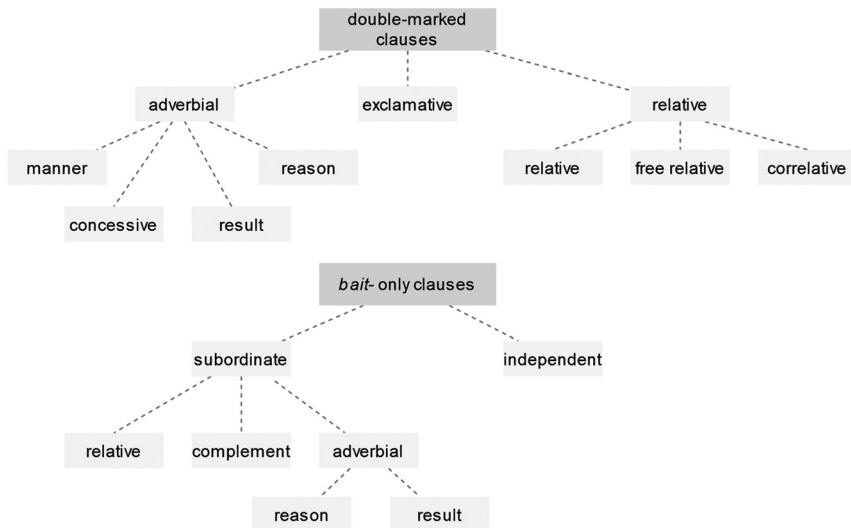 double-marked
clauses
adverbial
exclamative
relative
manner
reason
relative
free relative
correlative
concessive
result
bait- only clauses
subordinate
independent
relative
complement
adverbial
reason
result